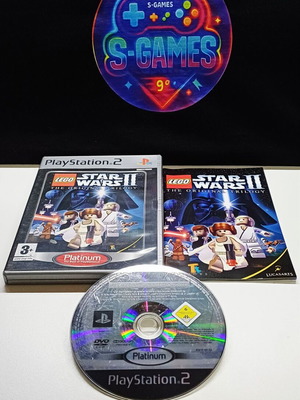 S-GAMES
S-GAMES
9°
PlayStation 2
LEGO
STAR WARS II
THE ORIGINAL TRILOGY
3+
Platinum
LEGO
STAR WARS II
THE ORIGINAL TRILOGY
LUCASARTS
DVD
Platinum
PlayStation 2